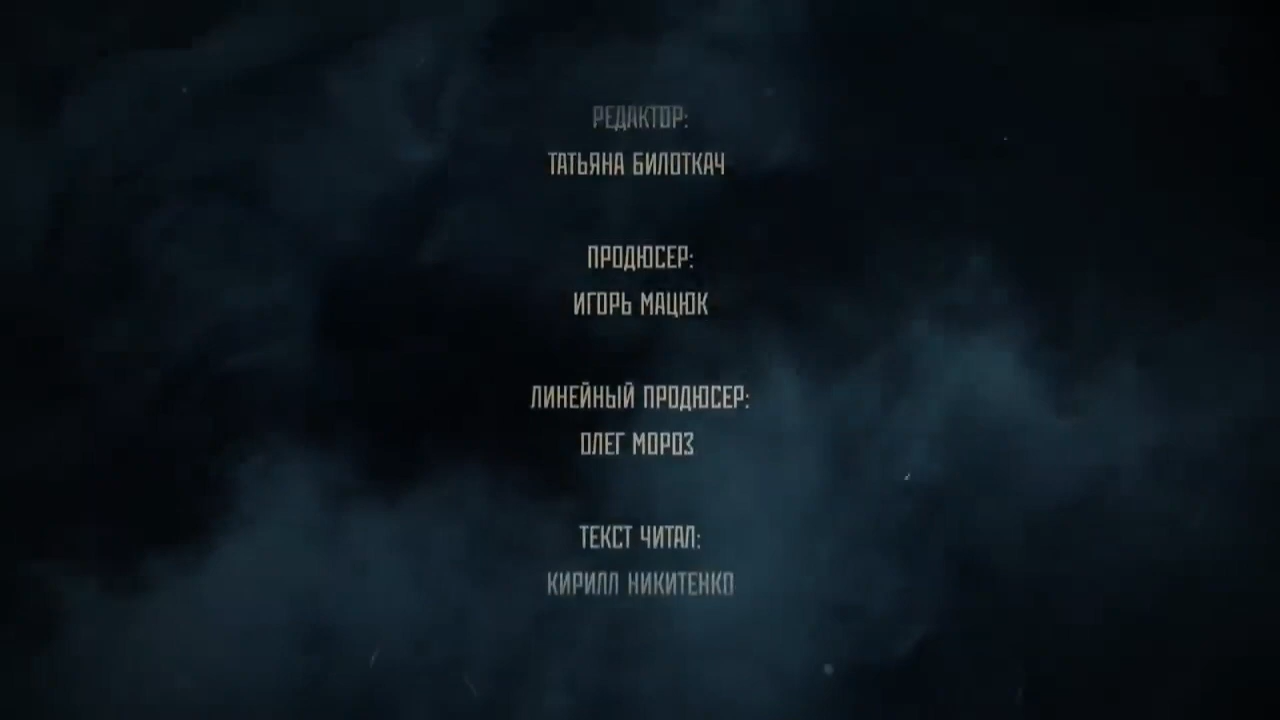 РЕДАКТОР:
ТАТЬЯНА БИЛОТКАЧ
ПРОДЮСЕР:
ИГОРЬ МАЦЮК
ЛИНЕЙНЫЙ ПРОДЮСЕР:
ОЛЕГ МОРОЗ
ТЕКСТ ЧИТАЛ:
КИРИЛЛ НИКИТЕНКО